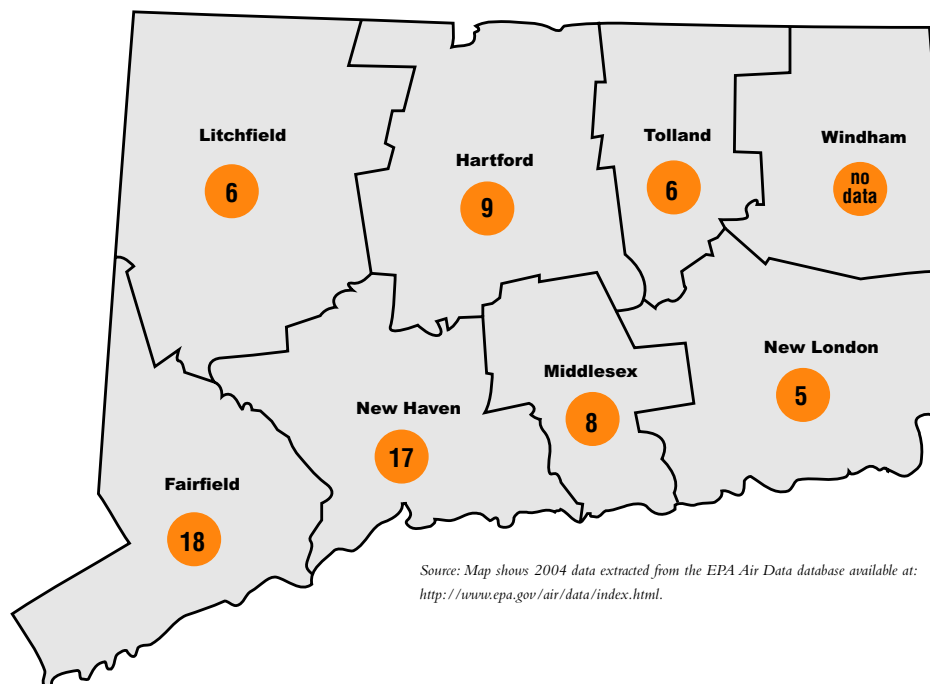 Litchfield
6
Hartford
9
Tolland
6
Windham
no
data
New London
5
Middlesex
8
New Haven
17
Fairfield
18
Source: Map shows 2004 data extracted from the EPA Air Data database available at:
http://www.epa.gov/air/data/index.html.